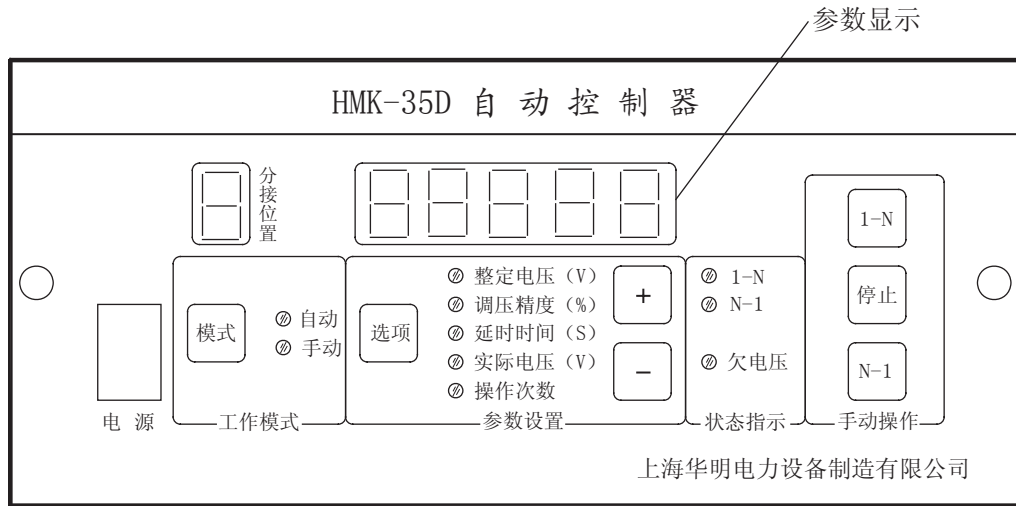 参数显示
HMK-35D 自动控制器
分接位置
整定电压（V）
调压精度（%）
延时时间（S）
实际电压（V）
操作次数
模式
自动
手动
选项
+
−
1-N
N-1
欠电压
1-N
停止
N-1
电 源
工作模式
参数设置
状态指示
手动操作
上海华明电力设备制造有限公司